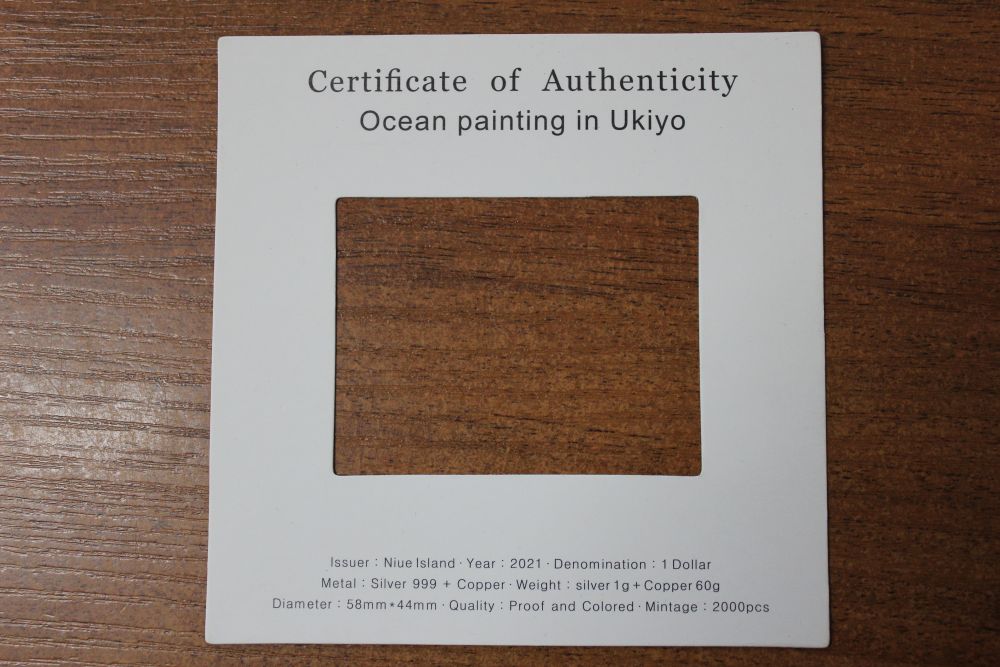 Certificate of Authenticity
Ocean painting in Ukiyo
Issuer : Niue Island · Year : 2021 · Denomination : 1 Dollar
Metal : Silver 999 + Copper · Weight : silver 1g + Copper 60g
Diameter : 58mm*44mm · Quality : Proof and Colored · Mintage : 2000pcs